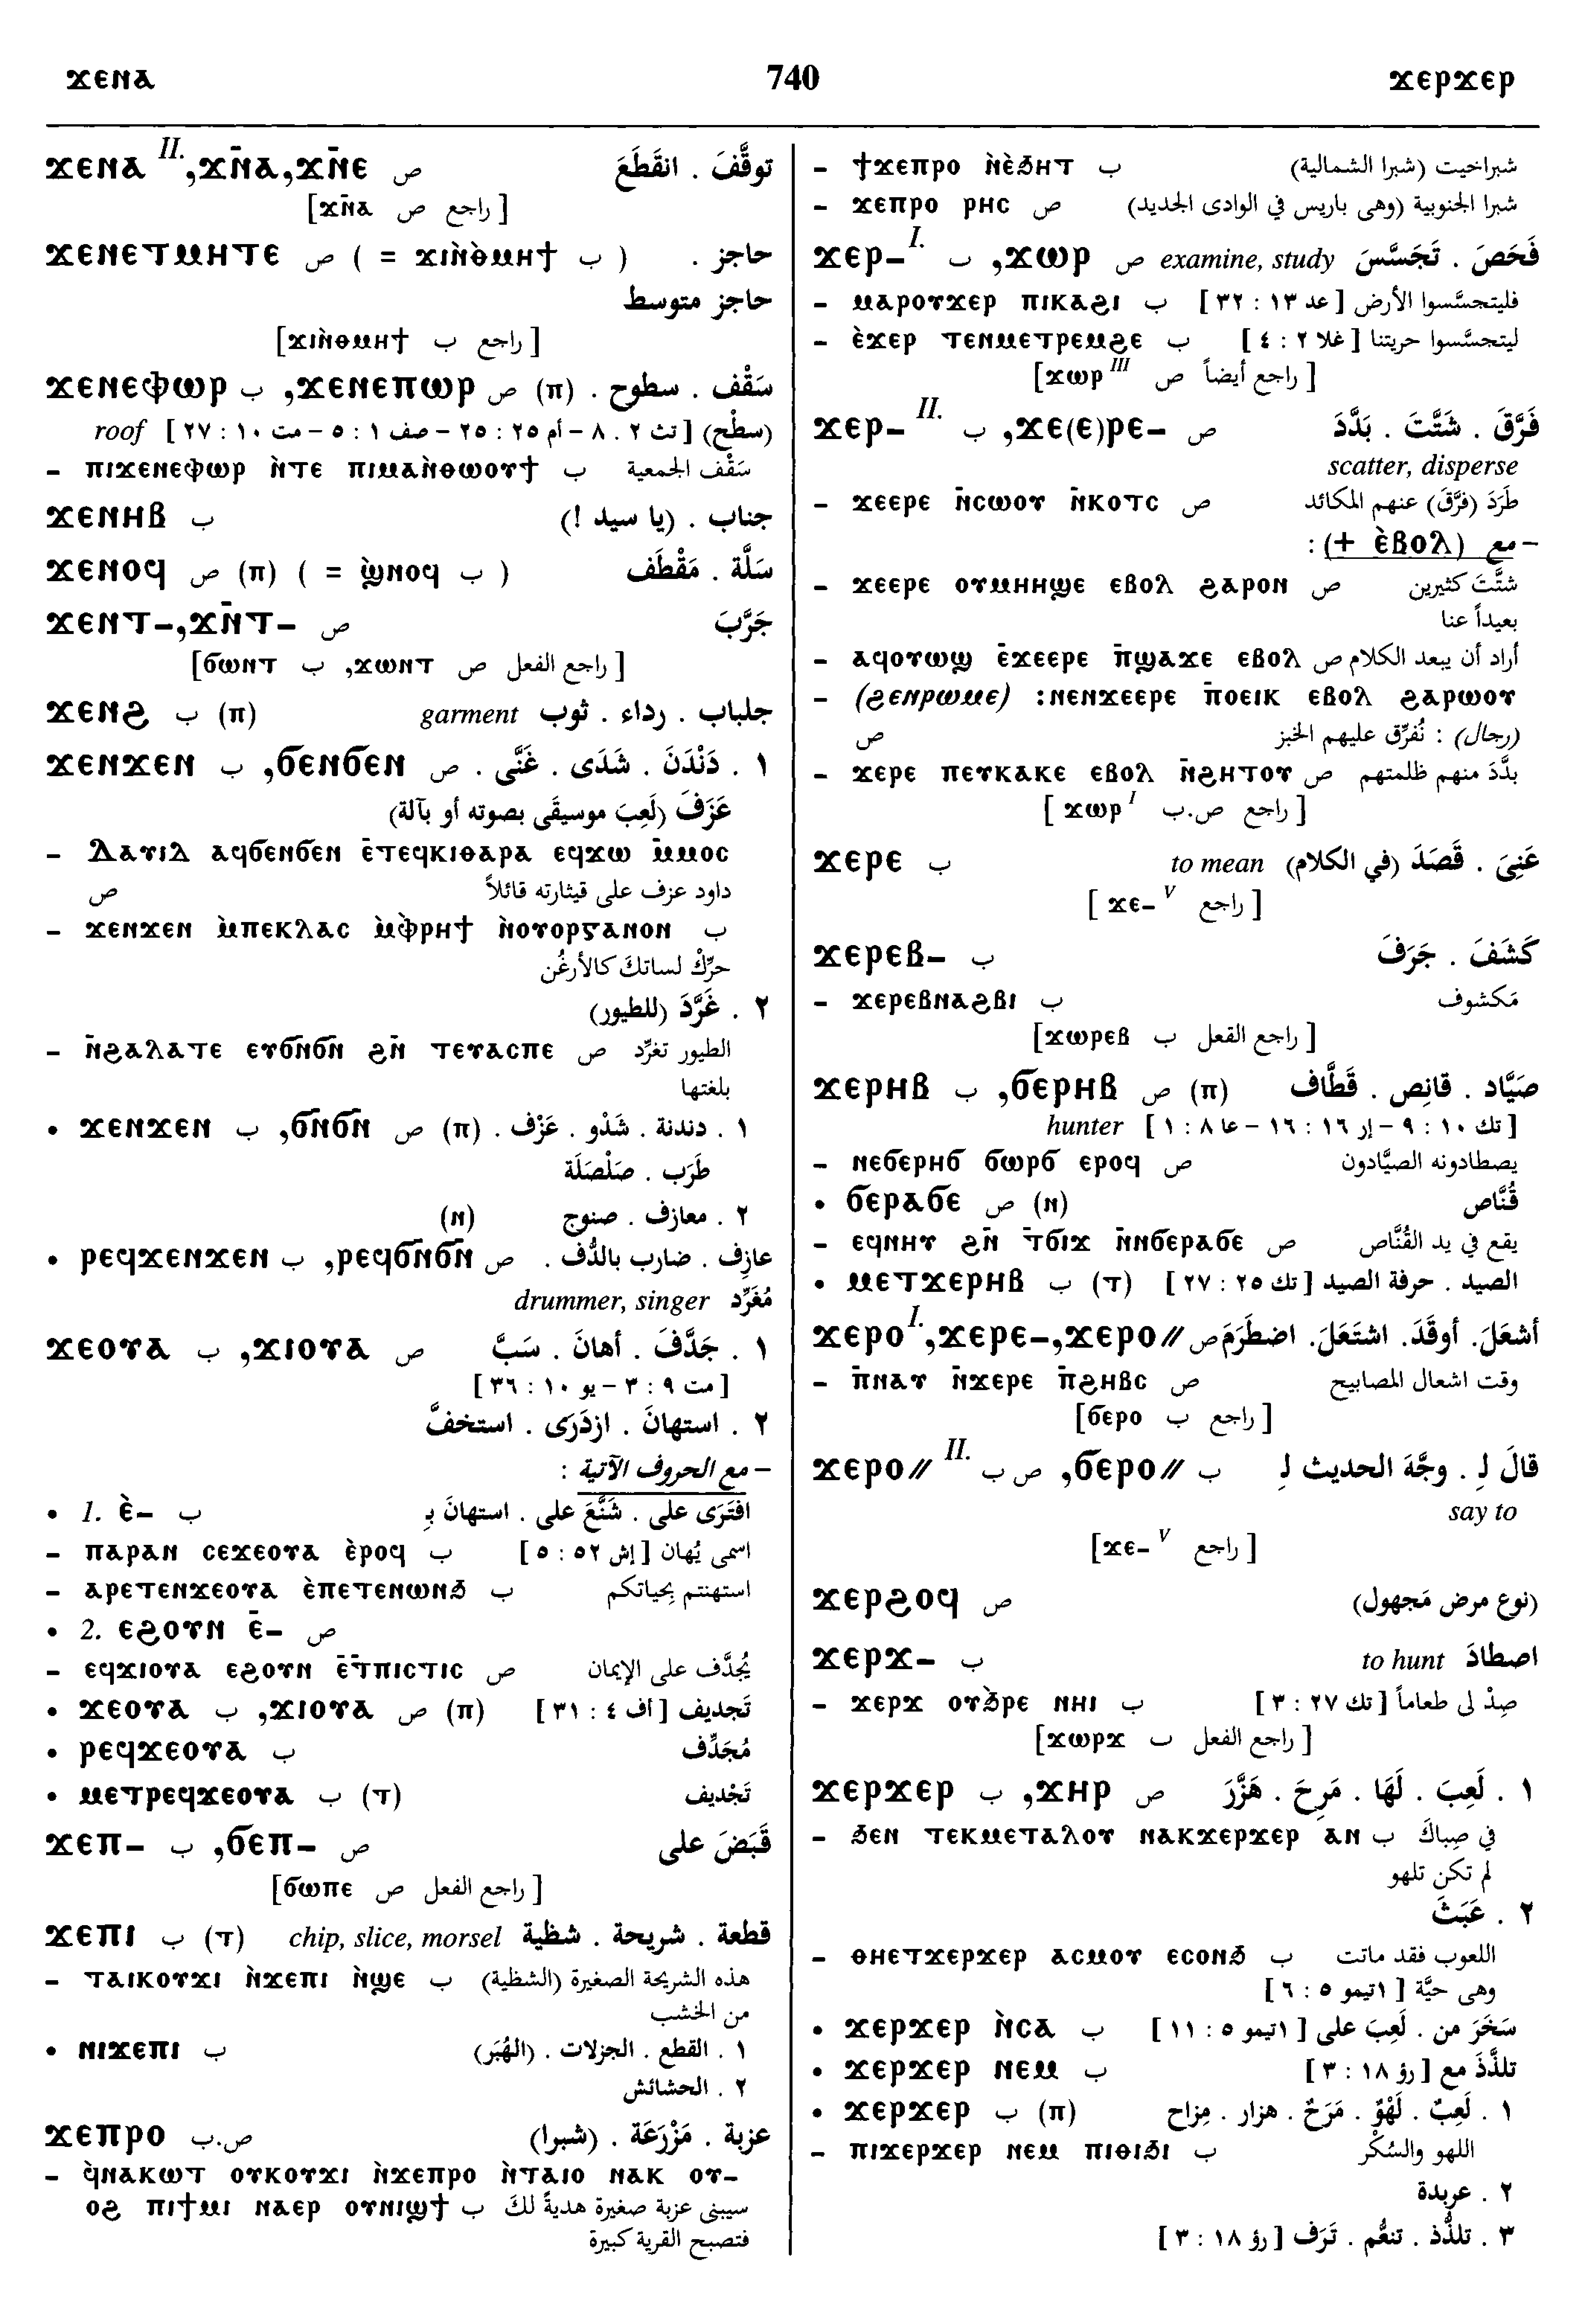 ϫⲉⲛⲁ 740 ϫⲉⲣϫⲉⲣ
ϫⲉⲛⲁ II. ,ϫⲛ̄ⲁ,ϫⲛ̄ⲉ ص توقَّفَ . انقَطَعَ
[راجع ص ϫⲛ̄ⲁ]
ϫⲉⲛⲉⲧⲙⲏⲧⲉ ص ( = ϫⲓⲛ̀ⲑⲙⲏϯ ب ) حاجز .
حاجز متوسط
[راجع ب ϫⲓⲛ̀ⲑⲙⲏϯ]
ϫⲉⲛⲉⲫⲱⲣ ب ,ϫⲉⲛⲉⲡⲱⲣ ص (ⲡ) سَقْف . سطوح .
(سطْح) [تث ٢٠ . ٨ – أم ٢٥ : ٢٥ – صف ١ : ٥ – مت ١٠ : ٢٧] roof
– ⲡⲓϫⲉⲛⲉⲫⲱⲣ ⲛ̀ⲧⲉ ⲡⲓⲙⲁⲛ̀ⲑⲱⲟⲩϯ ب سَقْف الجمعية
ϫⲉⲛⲏⲃ ب جناب . (يا سيد !)
ϫⲉⲛⲟϥ ص (ⲡ) ( = ϣ̀ⲛⲟϥ ب ) سَلَّة . مَقْطَف
ϫⲉⲛⲧ–,ϫⲛ̄ⲧ– ص جَرَّبَ
[راجع الفعل ص ϫⲱⲛⲧ, ب ϭⲱⲛⲧ]
ϫⲉⲛϩ ب (ⲡ) جلباب . رداء . ثوب garment
ϫⲉⲛϫⲉⲛ ب ,ϭⲉⲛϭⲉⲛ ص ١ . دَنْدَنَ . شَدَى . غَنَّى .
عَزَفَ (لَعِبَ موسيقَى بصوته أو بآلة)
– ⲇⲁⲩⲓⲇ ⲁϥϭⲉⲛϭⲉⲛ ⲉ̄ⲧⲉϥⲕⲓⲑⲁⲣⲁ ⲉϥϫⲱ ⲙ̄ⲙⲟⲥ
ص داود عزف على قيثارته قائلاً
– ϫⲉⲛϫⲉⲛ ⲙ̀ⲡⲉⲕⲗⲁⲥ ⲙ̀ⲫⲣⲏϯ ⲛ̀ⲟⲩⲟⲣⲅⲁⲛⲟⲛ ب
حرِّكْ لسانكَ كالأرغُن
٢ . غَرَّدَ (للطيور)
– ⲛ̄ϩⲁⲗⲁⲧⲉ ⲉⲩϭⲛ̄ϭⲛ̄ ϩⲛ̄ ⲧⲉⲩⲁⲥⲡⲉ ص الطيور تغرِّد
بلغتها
• ϫⲉⲛϫⲉⲛ ب ,ϭⲛ̄ϭⲛ̄ ص (ⲡ) ١ . دندنة . شَدْو . عَزْف .
طَرَب . صَلْصَلَة
(ⲛ) ٢ . معازف . صنوج
• ⲣⲉϥϫⲉⲛϫⲉⲛ ب ,ⲣⲉϥϭⲛ̄ϭⲛ̄ ص عازِف . ضارب بالدُّف .
مُغَرِّد drummer, singer
ϫⲉⲟⲩⲁ ب ,ϫⲓⲟⲩⲁ ص ١ . جَدَّفَ . أهانَ . سَبَّ
[مت ٩ : ٣ – يو ١٠ : ٣٦]
٢ . استهانَ . ازدَرَى . استخفَّ
– مع الحروف الآتية :
• 1. ⲉ̀– ب افتَرَى على . شَنَّعَ على . استهانَ بِـ
– ⲡⲁⲣⲁⲛ ⲥⲉϫⲉⲟⲩⲁ ⲉ̀ⲣⲟϥ ب اسمى يُهان [إش ٥٢ : ٥]
– ⲁⲣⲉⲧⲉⲛϫⲉⲟⲩⲁ ⲉ̀ⲡⲉⲧⲉⲛⲱⲛϧ ب استهنتم بِحياتكم
• 2. ⲉϩⲟⲩⲛ ⲉ̄– ص
– ⲉϥϫⲓⲟⲩⲁ ⲉϩⲟⲩⲛ ⲉ̄ⲧ̄ⲡⲓⲥⲧⲓⲥ ص يُجدَّف على الإيمان
• ϫⲉⲟⲩⲁ ب ,ϫⲓⲟⲩⲁ ص (ⲡ) تَجديف [أف ٤ : ٣١]
• ⲣⲉϥϫⲉⲟⲩⲁ ب مُجَدِّف
• ⲙⲉⲧⲣⲉϥϫⲉⲟⲩⲁ ب (ⲧ) تَجْديف
ϫⲉⲡ– ب ,ϭⲉⲡ– ص قَبَضَ على
[راجع الفعل ص ϭⲱⲡⲉ]
ϫⲉⲡⲓ ب (ⲧ) قطعة . شريحة . شظية chip, slice, morsel
– ⲧⲁⲓⲕⲟⲩϫⲓ ⲛ̀ϫⲉⲡⲓ ⲛ̀ϣⲉ ب هذه الشريحة الصغيرة (الشظية)
من الخشب
• ⲛⲓϫⲉⲡⲓ ب ١ . القطع . الجزلات . (الهُبَر)
٢ . الحشائش
ϫⲉⲡⲣⲟ ص.ب عزبة . مَزْرَعَة . (شبرا)
– ϥ̀ⲛⲁⲕⲱⲧ ⲟⲩⲕⲟⲩϫⲓ ⲛ̀ϫⲉⲡⲣⲟ ⲛ̀ⲧⲁⲓⲟ ⲛⲁⲕ ⲟⲩ–
ⲟϩ ⲡⲓϯⲙⲓ ⲛⲁⲉⲣ ⲟⲩⲛⲓϣϯ ب سيبنى عزبة صغيرة هديةً لكَ
فتصبح القرية كبيرة
– ϯϫⲉⲡⲣⲟ ⲛ̀ⲉ̀ϧⲏⲧ ب شبراخيت (شبرا الشمالية)
– ϫⲉⲡⲣⲟ ⲣⲏⲥ ص شبرا الجنوبية (وهى باريس في الوادى الجديد)
ϫⲉⲣ– I. ب ,ϫⲱⲣ ص examine, study فَحَصَ . تَجَسَّسَ
– ⲙⲁⲣⲟⲩϫⲉⲣ ⲡⲓⲕⲁϩⲓ ب فليتجسَّسوا الأرض [عد ١٣ : ٣٢]
– ⲉ̀ϫⲉⲣ ⲧⲉⲛⲙⲉⲧⲣⲉⲙϩⲉ ب ليتجسَّسوا حريتنا [غلا ٢ : ٤]
[راجع أيضاً ص ϫⲱⲣ III]
ϫⲉⲣ– II. ب ,ϫⲉ(ⲉ)ⲣⲉ– ص فَرَّقَ . شَتَّتَ . بَدَّدَ
scatter, disperse
– ϫⲉⲉⲣⲉ ⲛ̄ⲥⲱⲟⲩ ⲛ̄ⲕⲟⲧⲥ ص طَرَدَ (فرَّقَ) عنهم المكائد
– مع (ⲉ̀ⲃⲟⲗ +) :
– ϫⲉⲉⲣⲉ ⲟⲩⲙⲏⲏϣⲉ ⲉⲃⲟⲗ ϩⲁⲣⲟⲛ ص شتَّتَ كثيرين
بعيداً عنا
– ⲁϥⲟⲩⲱϣ ⲉ̄ϫⲉⲉⲣⲉ ⲡ̄ϣⲁϫⲉ ⲉⲃⲟⲗ ص أراد أن يبعد الكلام
– (ϩⲉⲛⲣⲱⲙⲉ) :ⲛⲉⲛϫⲉⲉⲣⲉ ⲡ̄ⲟⲉⲓⲕ ⲉⲃⲟⲗ ϩⲁⲣⲱⲟⲩ
ص (رجال) : نُفرِّق عليهم الخبز
– ϫⲉⲣⲉ ⲡⲉⲩⲕⲁⲕⲉ ⲉⲃⲟⲗ ⲛ̄ϩⲏⲧⲟⲩ ص بدَّدَ منهم ظلمتهم
[راجع ص.ب ϫⲱⲣ I]
ϫⲉⲣⲉ ب عَنِىَ . قَصَدَ (في الكلام) to mean
[راجع ϫⲉ– V]
ϫⲉⲣⲉⲃ– ب كَشَفَ . جَرَفَ
– ϫⲉⲣⲉⲃⲛⲁϩⲃⲓ ب مَكشوف
[راجع الفعل ب ϫⲱⲣⲉⲃ]
ϫⲉⲣⲏⲃ ب ,ϭⲉⲣⲏⲃ ص (ⲡ) صَيَّاد . قانِص . قَطَّاف
[تك ١٠ : ٩ – إر ١٦ : ١٦ – عا ٨ : ١] hunter
– ⲛⲉϭⲉⲣⲏϭ ϭⲱⲣϭ ⲉⲣⲟϥ ص يصطادونه الصيَّادون
• ϭⲉⲣⲁϭⲉ ص (ⲛ) قُنَّاص
– ⲉϥⲛⲏⲩ ϩⲛ̄ ⲧ̄ϭⲓϫ ⲛ̄ⲛϭⲉⲣⲁϭⲉ ص يقع في يد القُنَّاص
• ⲙⲉⲧϫⲉⲣⲏⲃ ب (ⲧ) الصيد . حرفة الصيد [تك ٢٥ : ٢٧]
ϫⲉⲣⲟ I. ,ϫⲉⲣⲉ–,ϫⲉⲣⲟ// ص أشعَلَ. أوقَدَ. اشتَعَلَ. اضطَرَمَ
– ⲡ̄ⲛⲁⲩ ⲛ̄ϫⲉⲣⲉ ⲡ̄ϩⲏⲃⲥ ص وقت اشعال المصابيح
[راجع ب ϭⲉⲣⲟ]
ϫⲉⲣⲟ// II. ص ب ,ϭⲉⲣⲟ// ب قالَ لِـ . وجَّهَ الحديث لِـ
say to
[راجع ϫⲉ– V]
ϫⲉⲣϩⲟϥ ص (نوع مرض مَجهول)
ϫⲉⲣϫ– ب اصطادَ to hunt
– ϫⲉⲣϫ ⲟⲩϧ̀ⲣⲉ ⲛⲏⲓ ب صِدْ لى طعاماً [تك ٢٧ : ٣]
[راجع الفعل ب ϫⲱⲣϫ]
ϫⲉⲣϫⲉⲣ ب ,ϫⲏⲣ ص ١ . لَعِبَ . لَهَا . مَرِحَ . هَزَّرَ
– ϧⲉⲛ ⲧⲉⲕⲙⲉⲧⲁⲗⲟⲩ ⲛⲁⲕϫⲉⲣϫⲉⲣ ⲁⲛ ب في صِباكَ
لم تكن تلهو
٢ . عَبَثَ
– ⲑⲏⲉⲧϫⲉⲣϫⲉⲣ ⲁⲥⲙⲟⲩ ⲉⲥⲟⲛϧ ب اللعوب فقد ماتت
وهى حيَّة [١تيمو ٥ : ٦]
• ϫⲉⲣϫⲉⲣ ⲛ̀ⲥⲁ ب سَخَرَ من . لَعِبَ على [١تيمو ٥ : ١١]
• ϫⲉⲣϫⲉⲣ ⲛⲉⲙ ب تلذَّذَ مع [رؤ ١٨ : ٣]
• ϫⲉⲣϫⲉⲣ ب (ⲡ) ١ . لَعِبٌ . لَهْوٌ . مَرَحٌ . هزار . مِزاح
– ⲡⲓϫⲉⲣϫⲉⲣ ⲛⲉⲙ ⲡⲓⲑⲓϧⲓ ب اللهو والسُكْر
٢ . عربدة
٣ . تلذُّذ . تنعُّم . تَرَف [رؤ ١٨ : ٣]